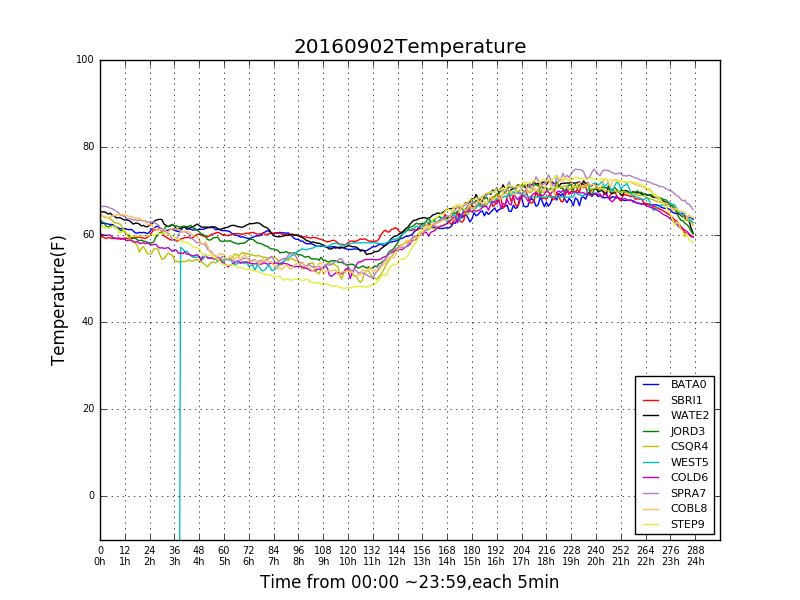 20160902Temperature
Temperature(F)
100
80
60
40
20
0
BATA0
SBRI1
WATE2
JORD3
CSQR4
WEST5
COLD6
SPRA7
COBL8
STEP9
0 12 24 36 48 60 72 84 96 108 120 132 144 156 168 180 192 204 216 228 240 252 264 276 288
0h 1h 2h 3h 4h 5h 6h 7h 8h 9h 10h 11h 12h 13h 14h 15h 16h 17h 18h 19h 20h 21h 22h 23h 24h
Time from 00:00 ~23:59,each 5min